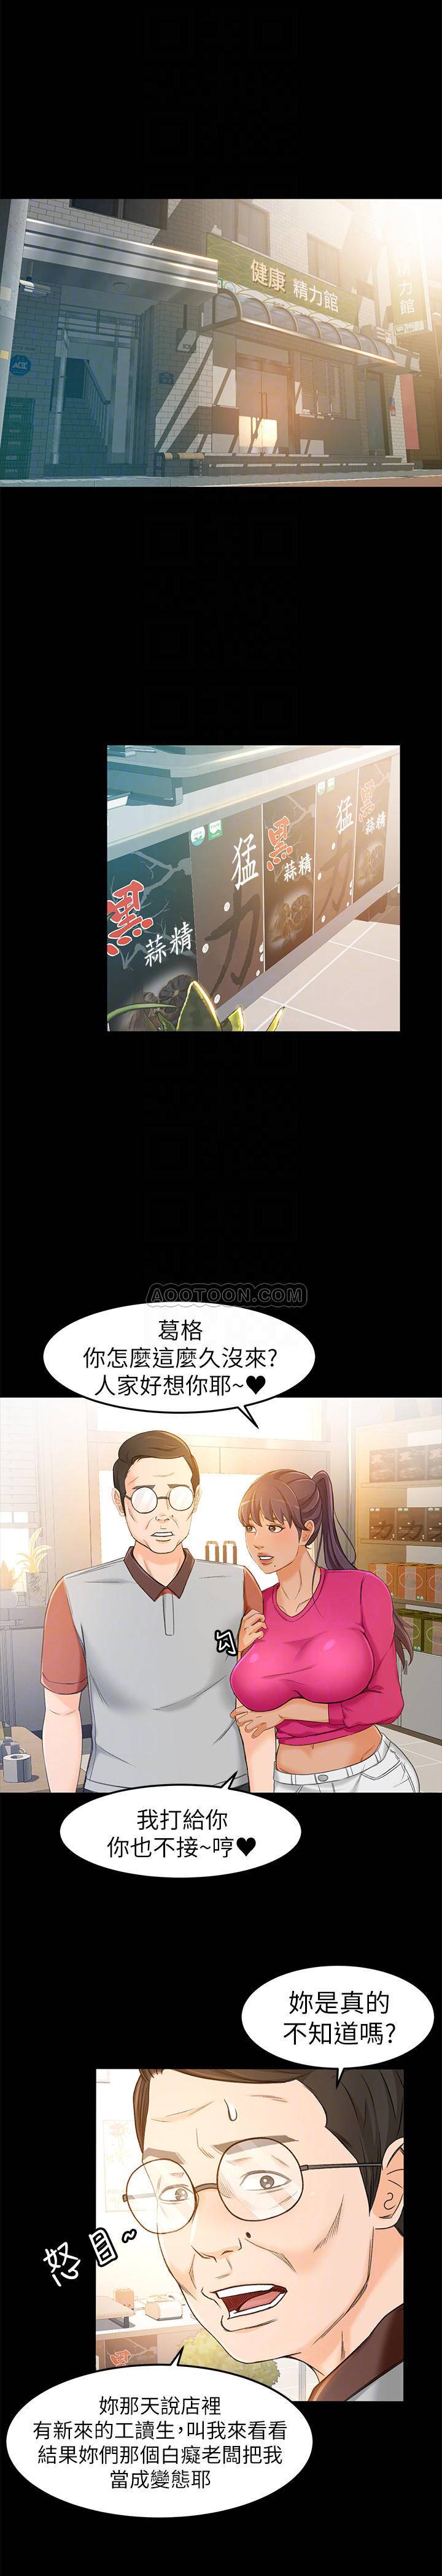 健康 精力館
精力館
黑
蒜精
猛
力
黑
蒜精
猛
力
AOOTOON.COM
葛格
你怎麼這麼久沒來?
人家好想你耶~♥
勾
我打給你
你也不接~哼♥
妳是真的
不知道嗎?
怒冒~
妳那天說店裡
有新來的工讀生,叫我來看看
結果妳們那個白癡老闆把我
當成變態耶